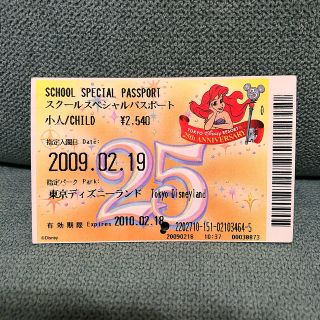 SCHOOL SPECIAL PASSPORT
スクールスペシャルパスポート
小人/CHILD ¥2,540
TOKYO Disney RESORT
25th ANNIVERSARY
指定入園日 Date:
2009.02.19
25
指定パーク Park:
東京ディズニーランド Tokyo Disneyland
有効期限 Expires 2010.02.18
2202710-151-02103464-5
©Disney
20090219 10:37 00038873